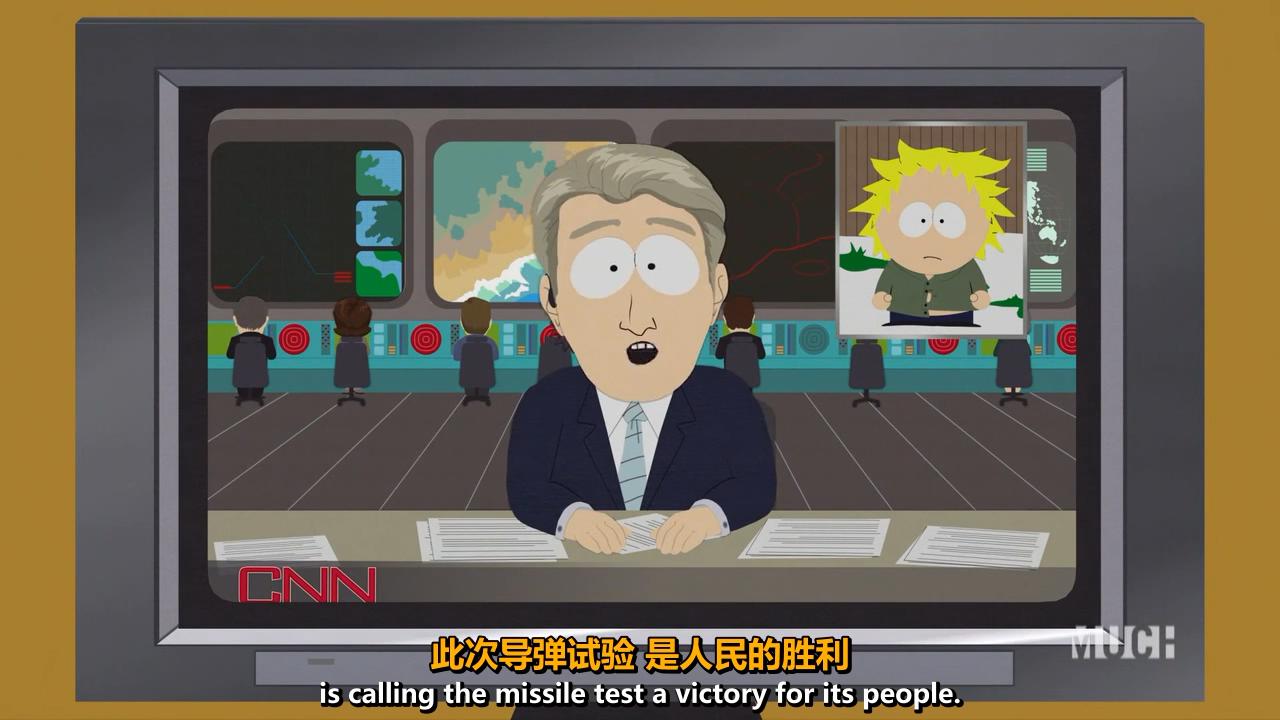 CNN
MUCH
此次导弹试验 是人民的胜利
is calling the missile test a victory for its people.